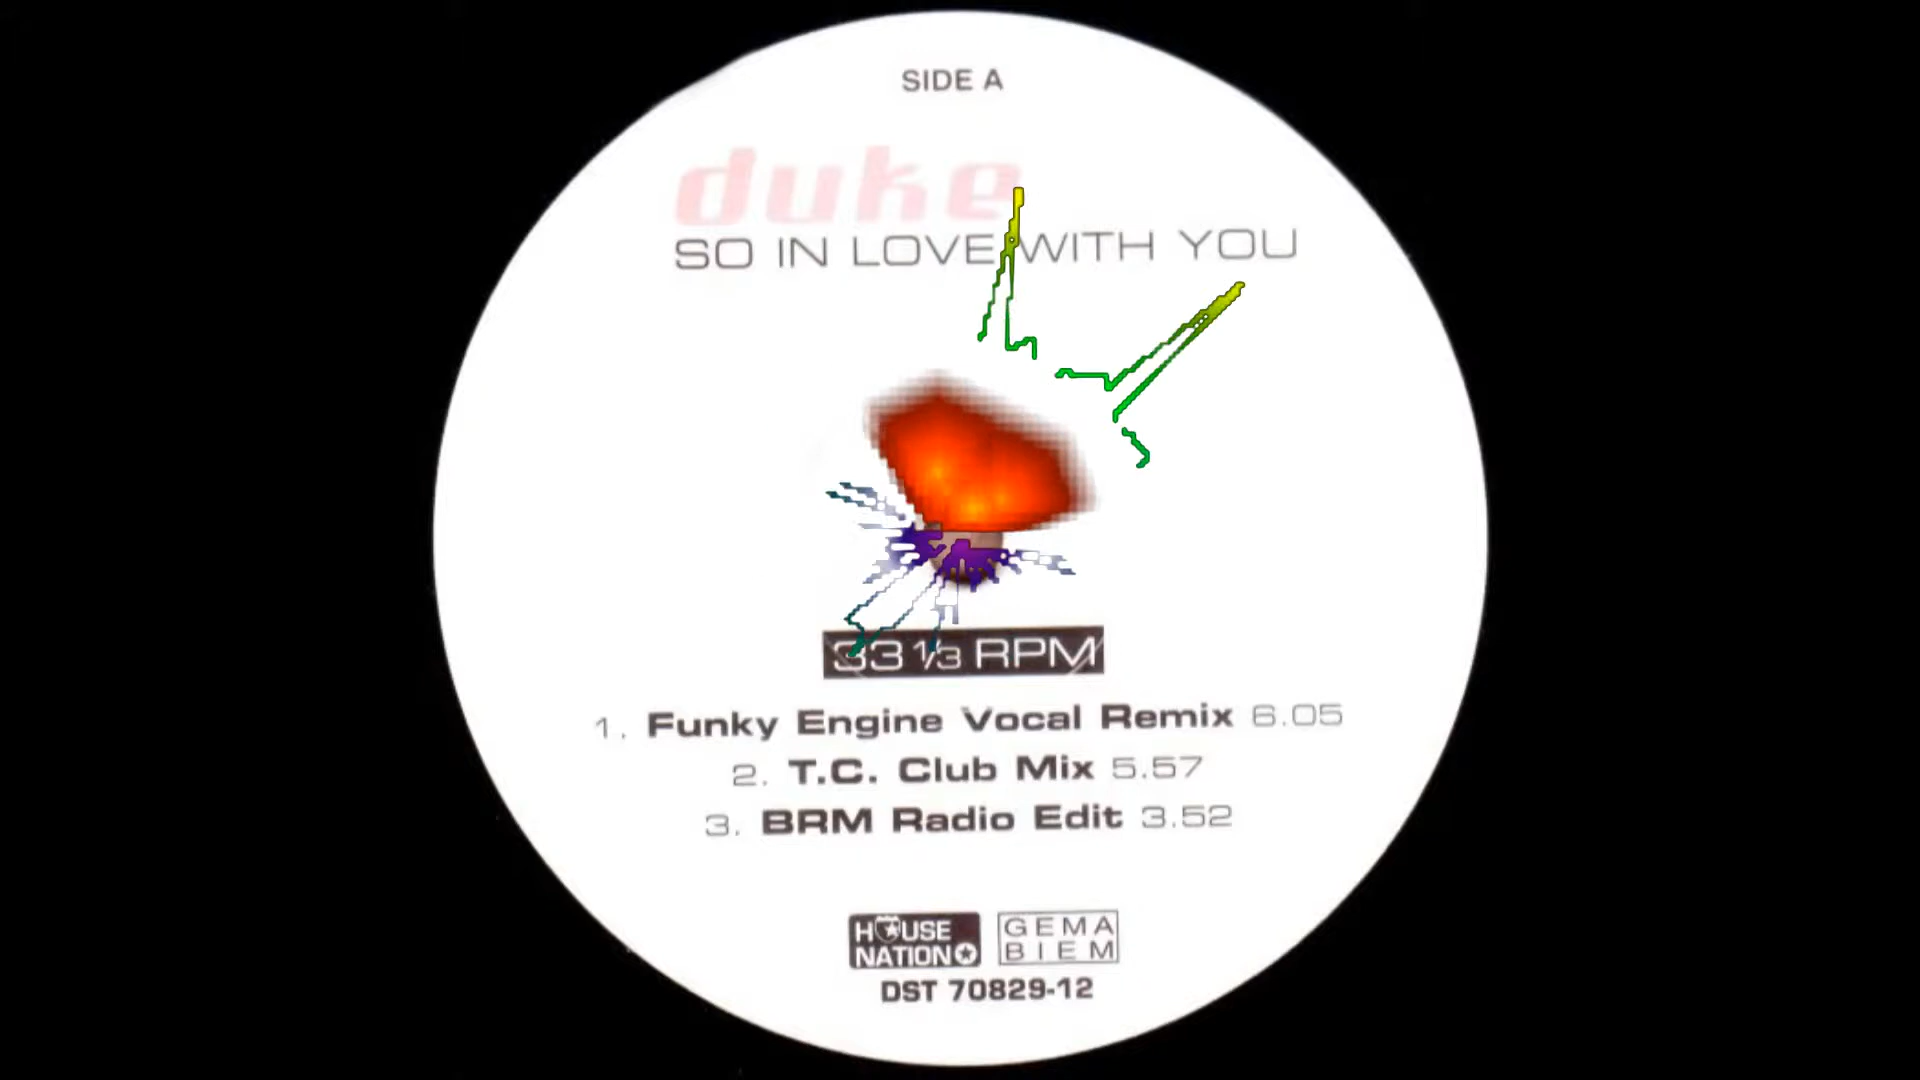 SIDE A
duke
SO IN LOVE WITH YOU
33 1/3 RPM
1. Funky Engine Vocal Remix 6.05
2. T.C. Club Mix 5.57
3. BRM Radio Edit 3.52
HOUSE
NATION
GEMA
BIEM
DST 70829-12